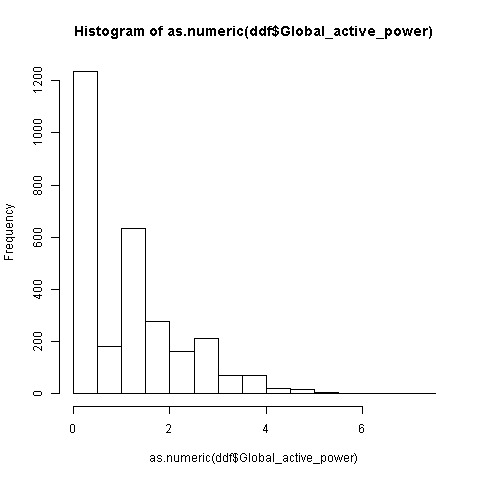 Histogram of as.numeric(ddf$Global_active_power)
1200
1000
800
600
400
200
0
Frequency
0 2 4 6
as.numeric(ddf$Global_active_power)